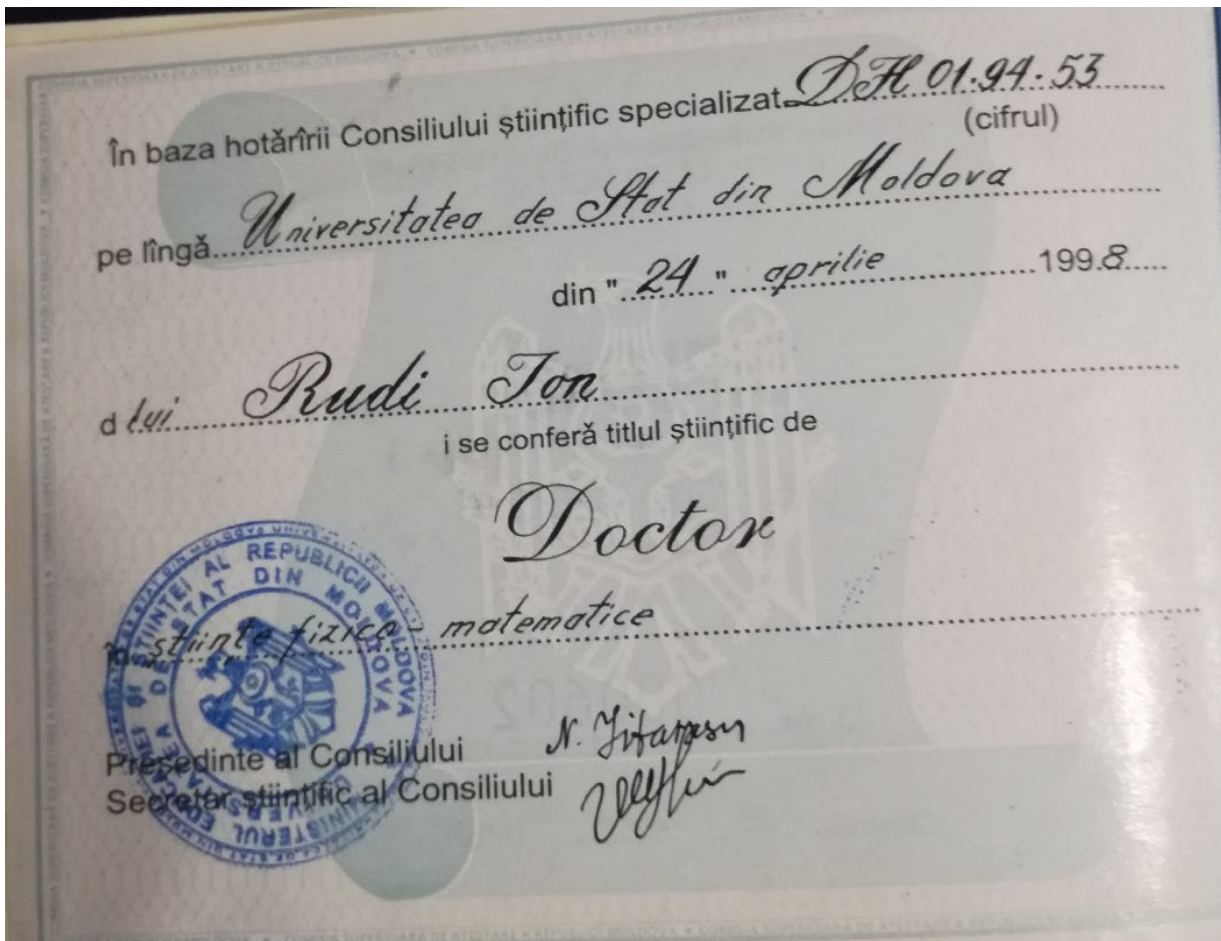 În baza hotărîrii Consiliului științific specializat DH 01.94.53
(cifrul)
pe lîngă Universitatea de Stat din Moldova
din "24" aprilie 1998
d lui Rudi Ion
i se conferă titlul științific de
Doctor
în științe fizico-matematice
Președinte al Consiliului
Secretar științific al Consiliului